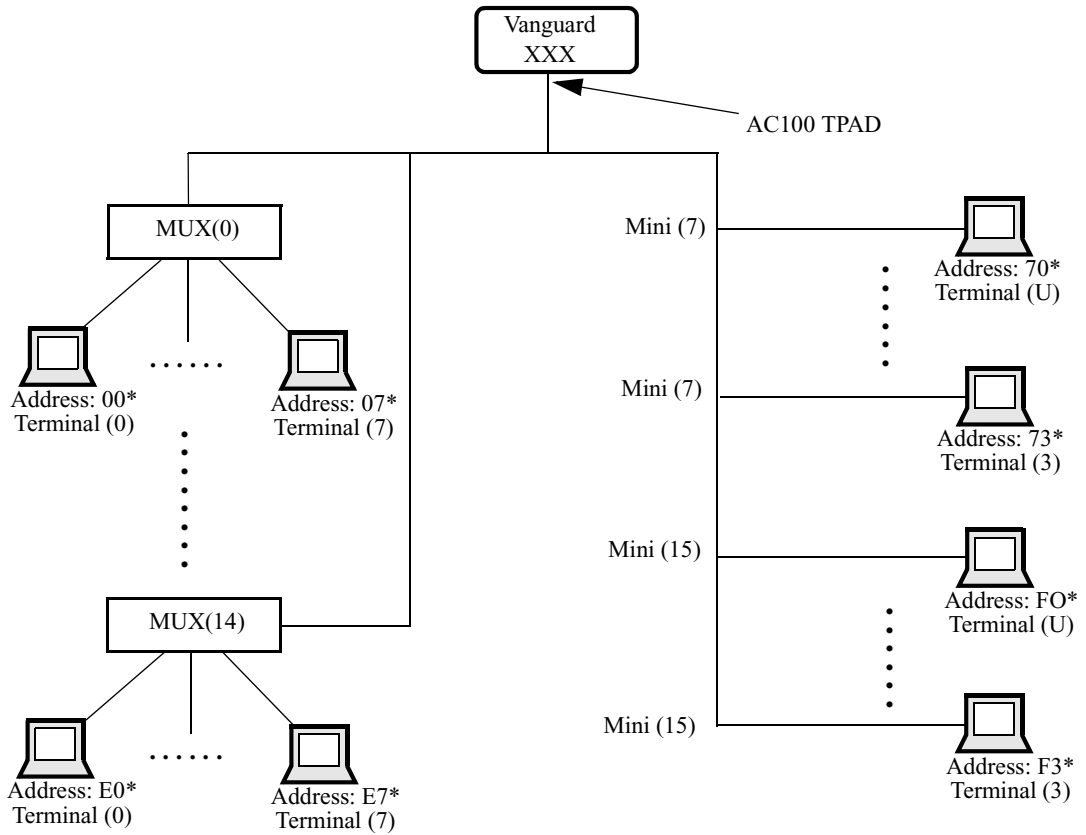 Vanguard
XXX
AC100 TPAD
MUX(0)
Address: 00*
Terminal (0)
......
Address: 07*
Terminal (7)
MUX(14)
Address: E0*
Terminal (0)
......
Address: E7*
Terminal (7)
Mini (7)
Address: 70*
Terminal (U)
Mini (7)
Address: 73*
Terminal (3)
Mini (15)
Address: FO*
Terminal (U)
Mini (15)
Address: F3*
Terminal (3)